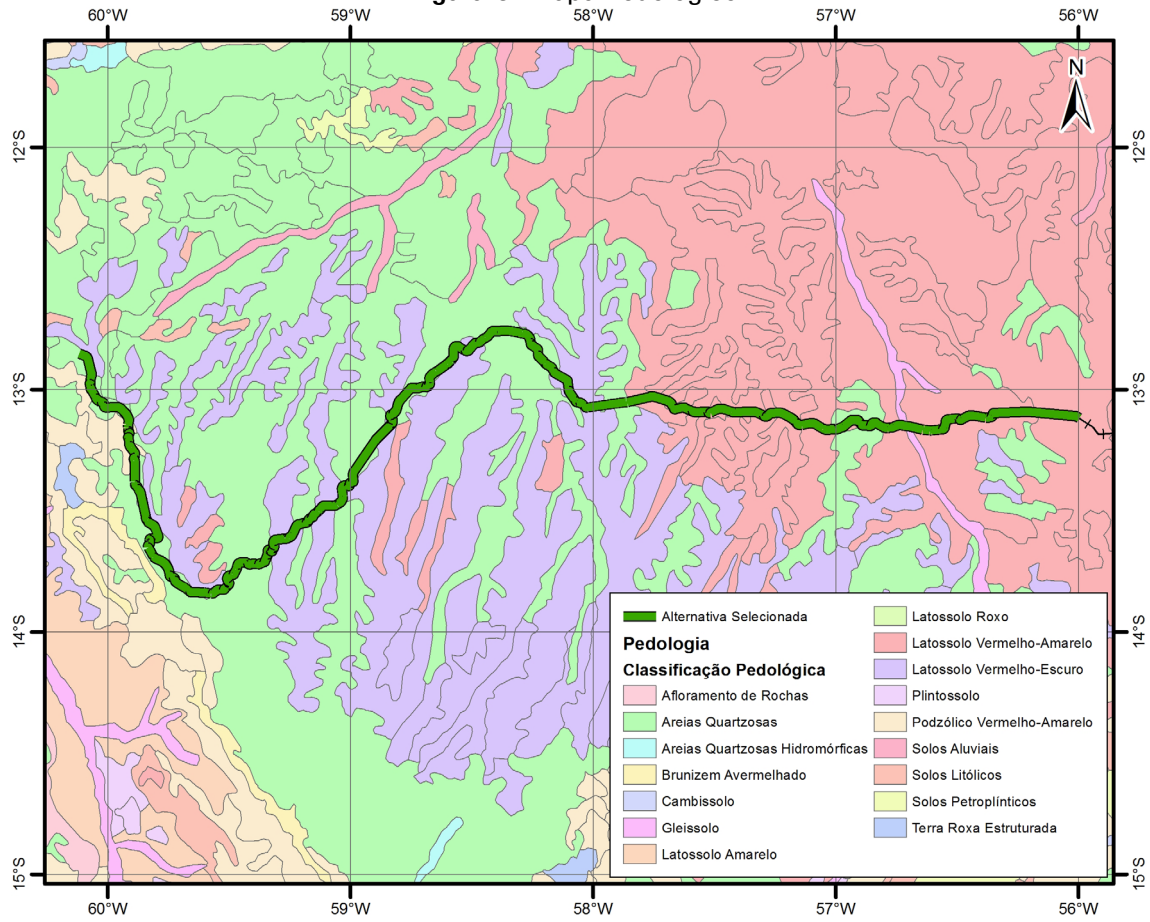 60°W 59°W 58°W 57°W 56°W
N
12°S 12°S
13°S 13°S
14°S 14°S
15°S 15°S
Alternativa Selecionada
Pedologia
Classificação Pedológica
Afloramento de Rochas
Areias Quartzosas
Areias Quartzosas Hidromórficas
Brunizem Avermelhado
Cambissolo
Gleissolo
Latossolo Amarelo
Latossolo Roxo
Latossolo Vermelho-Amarelo
Latossolo Vermelho-Escuro
Plintossolo
Podzólico Vermelho-Amarelo
Solos Aluviais
Solos Litólicos
Solos Petroplínticos
Terra Roxa Estruturada
60°W 59°W 58°W 57°W 56°W